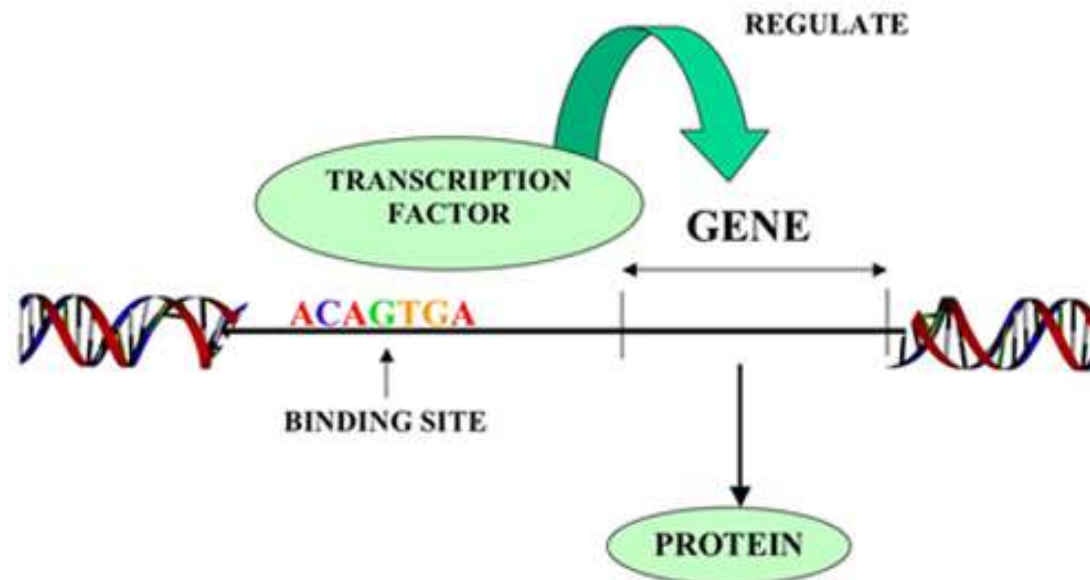 REGULATE
TRANSCRIPTION
FACTOR
GENE
ACAGTGA
BINDING SITE
PROTEIN